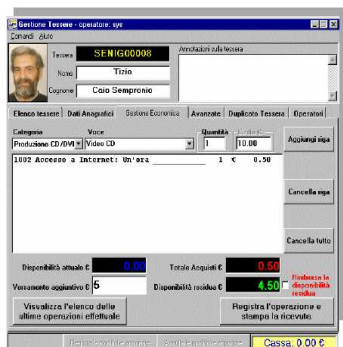 Gestione Tessere - operatore: sys
Comandi Aiuto
Tessera SENIG00008
Annotazioni sulla tessera
Nome Tizio
Cognome Caio Sempronio
Elenco tessere Dati Anagrafici Gestione Economica Avanzate Duplicato Tessera Operatori
Categoria Voce Quantità Costo €
Produzione CD/DVD Video CD 1 10.00
Aggiungi riga
1002 Accesso a Internet: Un'ora 1 € 0.50
Cancella riga
Cancella tutto
Disponibilità attuale € 0.00 Totale Acquisti € 0.50
Versamento aggiuntivo € 5 Disponibilità residua € 4.50 Rimborsa la disponibilità residua
Visualizza l'elenco delle ultime operazioni effettuate
Registra l'operazione e stampa la ricevuta
Cassa. 0,00 €